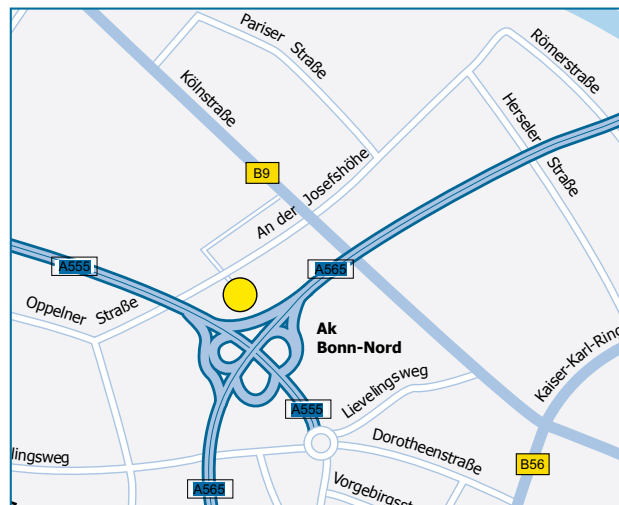 Pariser Straße
Römerstraße
Kölnstraße
Herseler Straße
B9
An der Josefshöhe
A555
A565
Oppelner Straße
Ak
Bonn-Nord
Kaiser-Karl-Ring
Lievelingsweg
A555
Dorotheenstraße
lingsweg
B56
A565
Vorgebirgsst